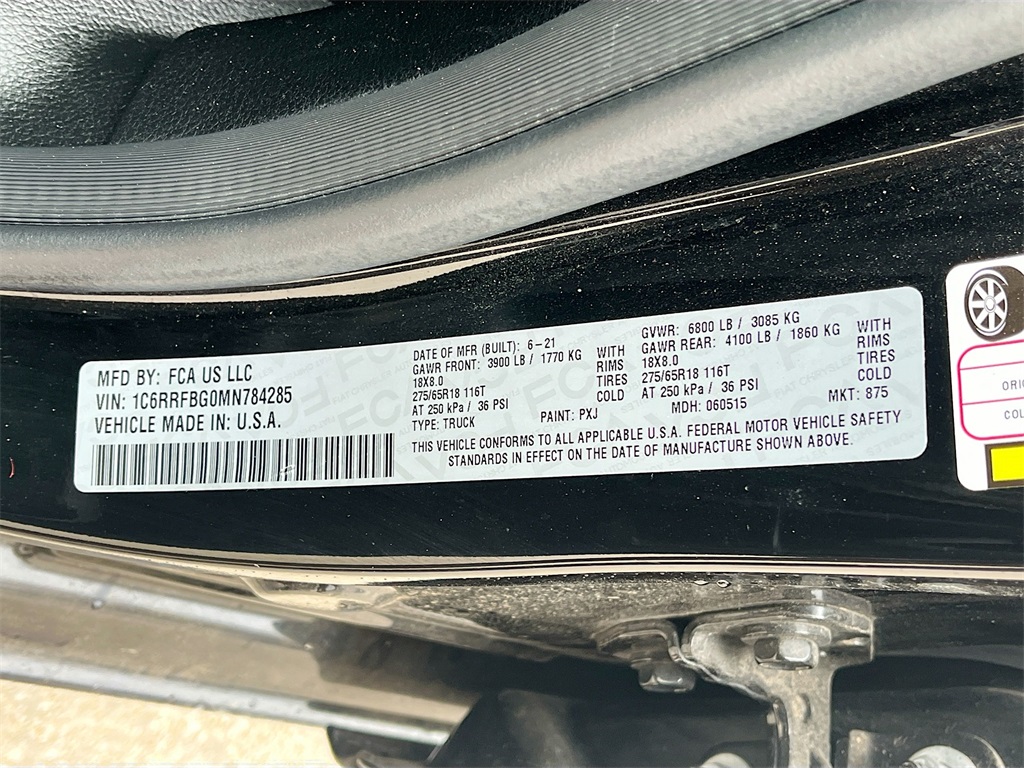 MFD BY: FCA US LLC
VIN: 1C6RRFBG0MN784285
VEHICLE MADE IN: U.S.A.
DATE OF MFR (BUILT): 6-21
GAWR FRONT: 3900 LB / 1770 KG WITH
18X8.0 RIMS
275/65R18 116T TIRES
AT 250 kPa / 36 PSI COLD
TYPE: TRUCK PAINT: PXJ
GVWR: 6800 LB / 3085 KG
GAWR REAR: 4100 LB / 1860 KG WITH
18X8.0 RIMS
275/65R18 116T TIRES
AT 250 kPa / 36 PSI COLD
MDH: 060515 MKT: 875
THIS VEHICLE CONFORMS TO ALL APPLICABLE U.S.A. FEDERAL MOTOR VEHICLE SAFETY
STANDARDS IN EFFECT ON THE DATE OF MANUFACTURE SHOWN ABOVE.